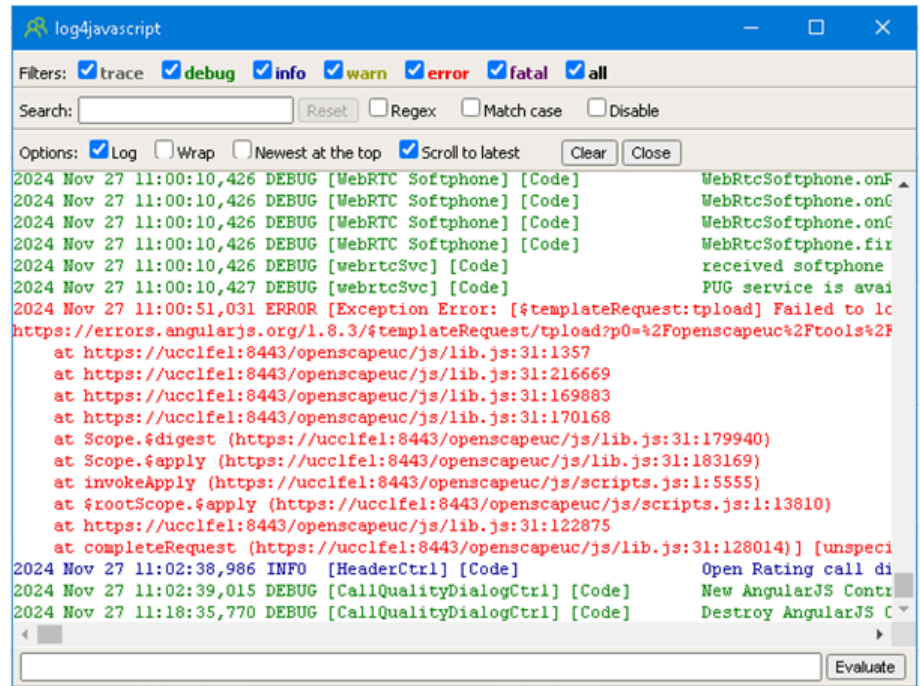 log4javascript
Filters: trace debug info warn error fatal all
Search: Reset Regex Match case Disable
Options: Log Wrap Newest at the top Scroll to latest Clear Close
2024 Nov 27 11:00:10,426 DEBUG [WebRTC Softphone] [Code] WebRtcSoftphone.onR
2024 Nov 27 11:00:10,426 DEBUG [WebRTC Softphone] [Code] WebRtcSoftphone.onG
2024 Nov 27 11:00:10,426 DEBUG [WebRTC Softphone] [Code] WebRtcSoftphone.onG
2024 Nov 27 11:00:10,426 DEBUG [WebRTC Softphone] [Code] WebRtcSoftphone.fir
2024 Nov 27 11:00:10,426 DEBUG [webrtcSvc] [Code] received softphone
2024 Nov 27 11:00:10,427 DEBUG [webrtcSvc] [Code] PUG service is avai
2024 Nov 27 11:00:51,031 ERROR [Exception Error: [$templateRequest:tpload] Failed to lo
https://errors.angularjs.org/1.8.3/$templateRequest/tpload?p0=%2Fopenscapeuc%2Ftools%2F
at https://ucclfe1:8443/openscapeuc/js/lib.js:31:1357
at https://ucclfe1:8443/openscapeuc/js/lib.js:31:216669
at https://ucclfe1:8443/openscapeuc/js/lib.js:31:169883
at https://ucclfe1:8443/openscapeuc/js/lib.js:31:170168
at Scope.$digest (https://ucclfe1:8443/openscapeuc/js/lib.js:31:179940)
at Scope.$apply (https://ucclfe1:8443/openscapeuc/js/lib.js:31:183169)
at invokeApply (https://ucclfe1:8443/openscapeuc/js/scripts.js:1:5555)
at $rootScope.$apply (https://ucclfe1:8443/openscapeuc/js/scripts.js:1:13810)
at https://ucclfe1:8443/openscapeuc/js/lib.js:31:122875
at completeRequest (https://ucclfe1:8443/openscapeuc/js/lib.js:31:128014)] [unspeci
2024 Nov 27 11:02:38,986 INFO [HeaderCtrl] [Code] Open Rating call di
2024 Nov 27 11:02:39,015 DEBUG [CallQualityDialogCtrl] [Code] New AngularJS Contr
2024 Nov 27 11:18:35,770 DEBUG [CallQualityDialogCtrl] [Code] Destroy AngularJS C
Evaluate